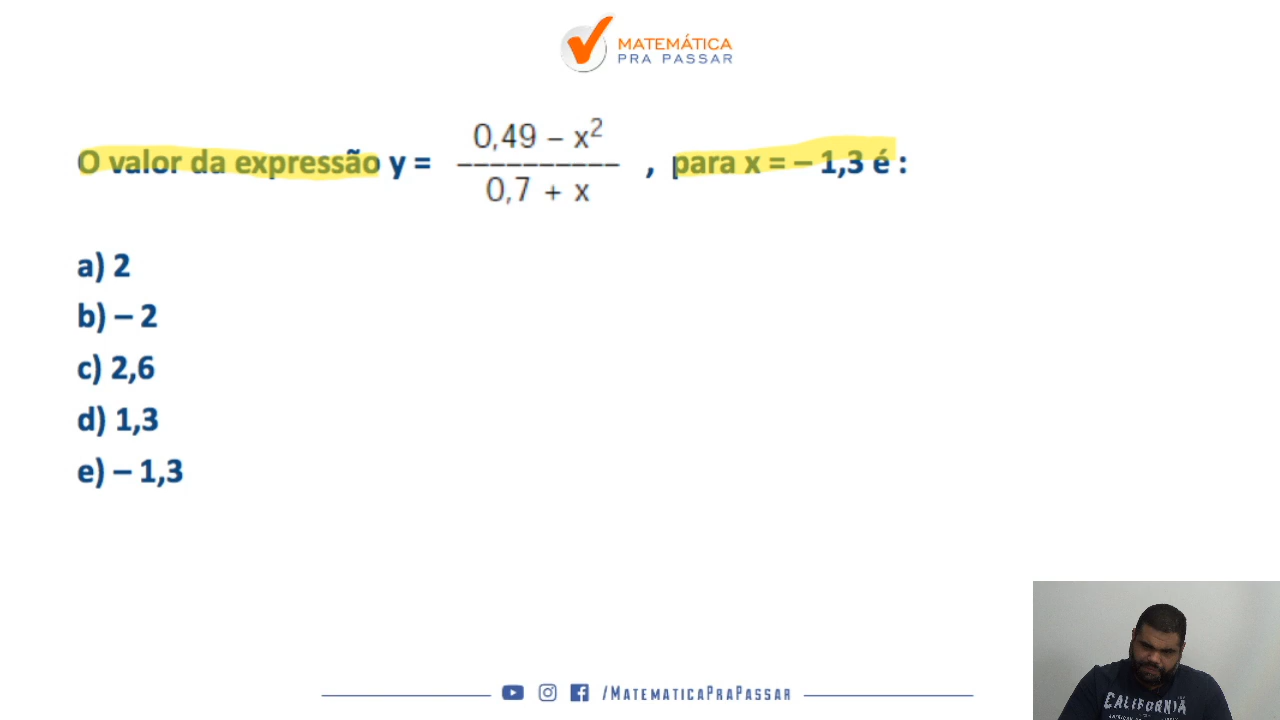 MATEMÁTICA
PRA PASSAR
O valor da expressão y = 0,49 – x² / 0,7 + x , para x = – 1,3 é :
a) 2
b) – 2
c) 2,6
d) 1,3
e) – 1,3
/MATEMATICAPRAPASSAR
CALIFORNIA